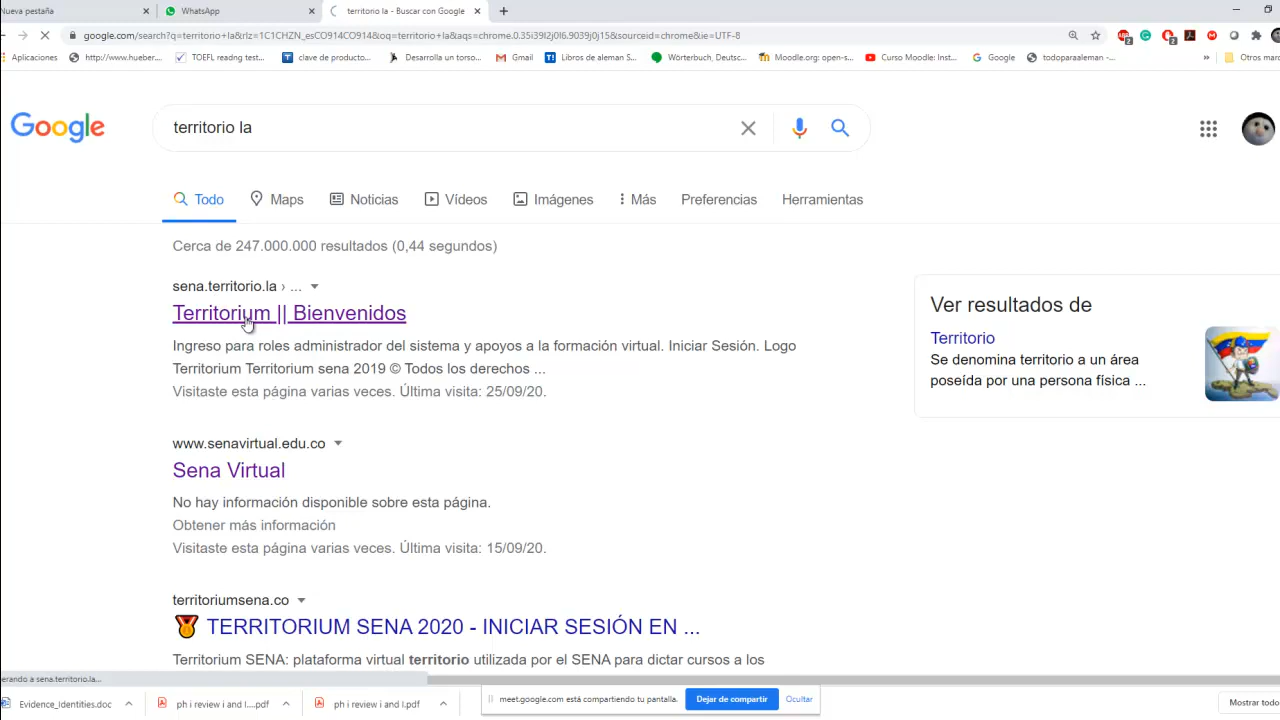 Nueva pestaña
WhatsApp
territorio la - Buscar con Google
google.com/search?q=territorio+la&rlz=1C1CHZN_esCO914CO914&oq=territorio+la&aqs=chrome.0.35i39l2j0l6.9039j0j15&sourceid=chrome&ie=UTF-8
Aplicaciones
http://www.hueber....
TOEFL readng test...
clave de producto...
Desarrolla un torso...
Gmail
Libros de aleman S...
Wörterbuch, Deutsc...
Moodle.org: open-s...
Curso Moodle: Inst...
Google
todoparaaleman -...
»
Otros marc
Google
territorio la
Todo
Maps
Noticias
Vídeos
Imágenes
Más
Preferencias
Herramientas
Cerca de 247.000.000 resultados (0,44 segundos)
sena.territorio.la › ...
Territorium || Bienvenidos
Ingreso para roles administrador del sistema y apoyos a la formación virtual. Iniciar Sesión. Logo
Territorium Territorium sena 2019 © Todos los derechos ...
Visitaste esta página varias veces. Última visita: 25/09/20.
www.senavirtual.edu.co
Sena Virtual
No hay información disponible sobre esta página.
Obtener más información
Visitaste esta página varias veces. Última visita: 15/09/20.
territoriumsena.co
TERRITORIUM SENA 2020 - INICIAR SESIÓN EN ...
Territorium SENA: plataforma virtual territorio utilizada por el SENA para dictar cursos a los
Ver resultados de
Territorio
Se denomina territorio a un área
poseída por una persona física ...
erando a sena.territorio.la...
Evidence_Identities.doc
ph i review i and I....pdf
ph i review i and I.pdf
meet.google.com está compartiendo tu pantalla.
Dejar de compartir
Ocultar
Mostrar todo